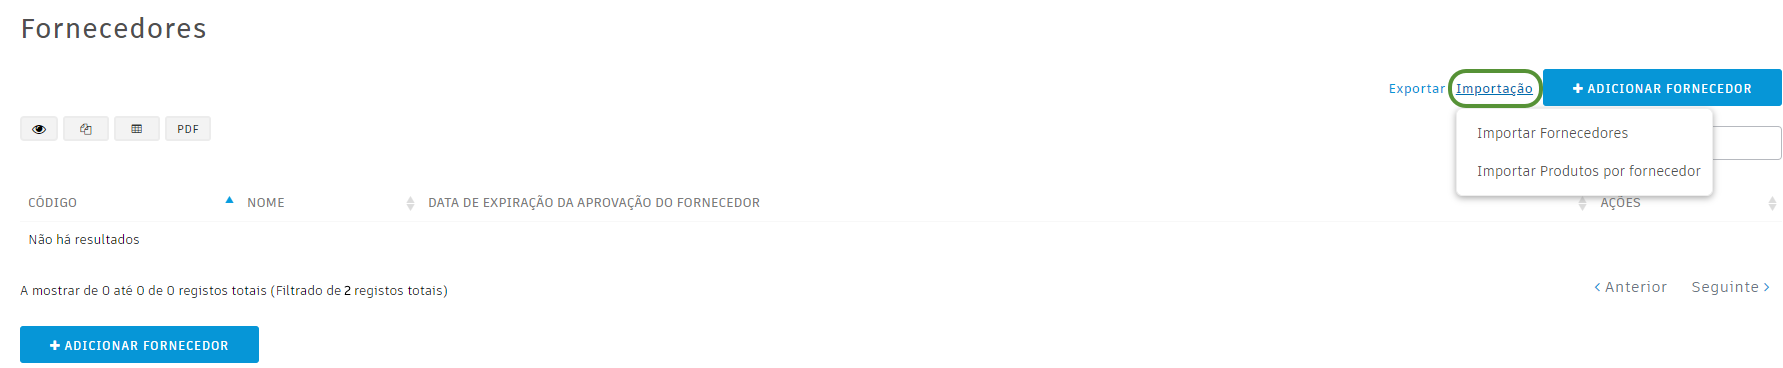 Fornecedores
Exportar Importação ADICIONAR FORNECEDOR
Importar Fornecedores
Importar Produtos por fornecedor
PDF
CÓDIGO NOME DATA DE EXPIRAÇÃO DA APROVAÇÃO DO FORNECEDOR AÇÕES
Não há resultados
A mostrar de 0 até 0 de 0 registos totais (Filtrado de 2 registos totais)
Anterior Seguinte
ADICIONAR FORNECEDOR